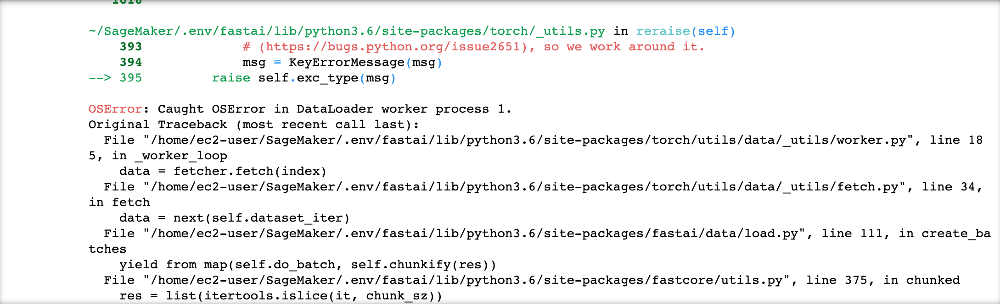 1016
~/SageMaker/.env/fastai/lib/python3.6/site-packages/torch/_utils.py in reraise(self)
393 # (https://bugs.python.org/issue2651), so we work around it.
394 msg = KeyErrorMessage(msg)
--> 395 raise self.exc_type(msg)
OSError: Caught OSError in DataLoader worker process 1.
Original Traceback (most recent call last):
File "/home/ec2-user/SageMaker/.env/fastai/lib/python3.6/site-packages/torch/utils/data/_utils/worker.py", line 18
5, in _worker_loop
data = fetcher.fetch(index)
File "/home/ec2-user/SageMaker/.env/fastai/lib/python3.6/site-packages/torch/utils/data/_utils/fetch.py", line 34,
in fetch
data = next(self.dataset_iter)
File "/home/ec2-user/SageMaker/.env/fastai/lib/python3.6/site-packages/fastai/data/load.py", line 111, in create_ba
tches
yield from map(self.do_batch, self.chunkify(res))
File "/home/ec2-user/SageMaker/.env/fastai/lib/python3.6/site-packages/fastcore/utils.py", line 375, in chunked
res = list(itertools.islice(it, chunk_sz))